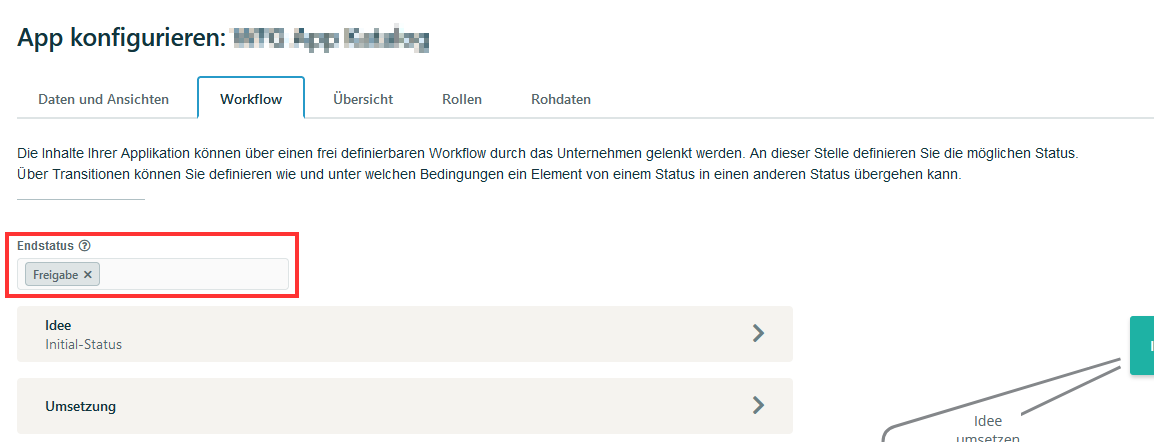 App konfigurieren:
Daten und Ansichten Workflow Übersicht Rollen Rohdaten
Die Inhalte Ihrer Applikation können über einen frei definierbaren Workflow durch das Unternehmen gelenkt werden. An dieser Stelle definieren Sie die möglichen Status.
Über Transitionen können Sie definieren wie und unter welchen Bedingungen ein Element von einem Status in einen anderen Status übergehen kann.
Endstatus
Freigabe
Idee
Initial-Status
Umsetzung
Idee
umsetzen